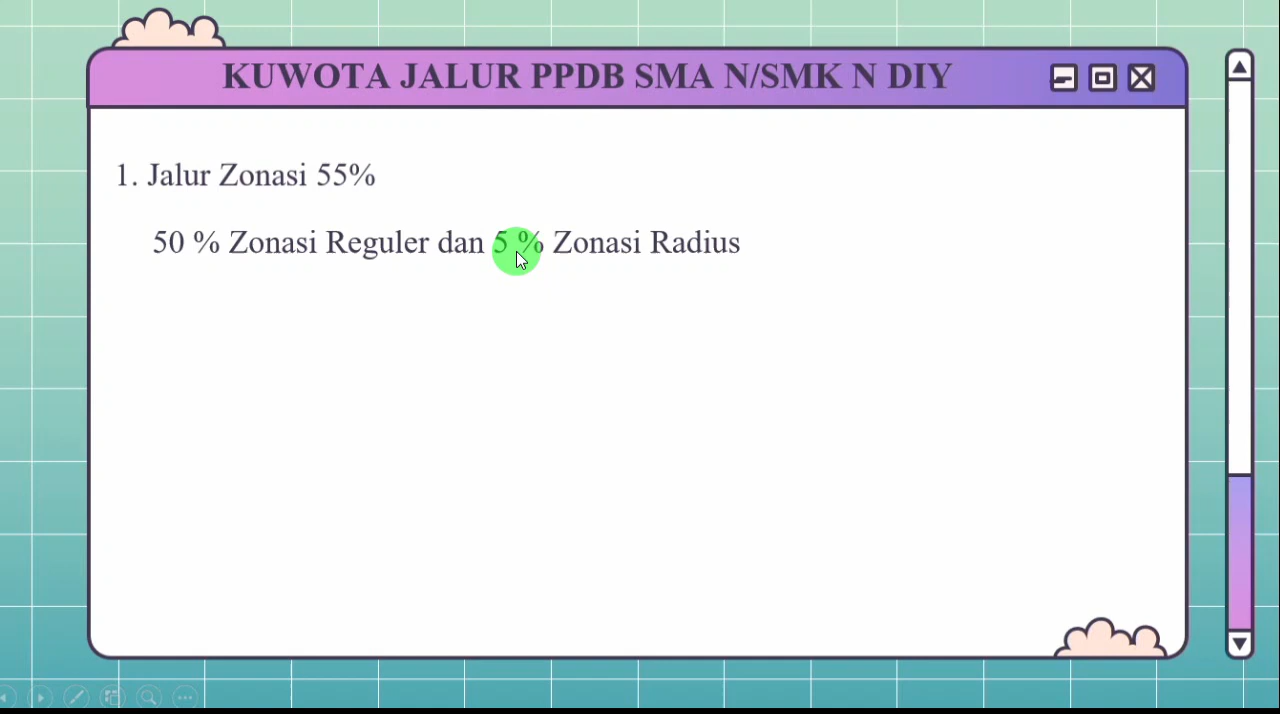 KUWOTA JALUR PPDB SMA N/SMK N DIY
1. Jalur Zonasi 55%
50 % Zonasi Reguler dan 5 % Zonasi Radius